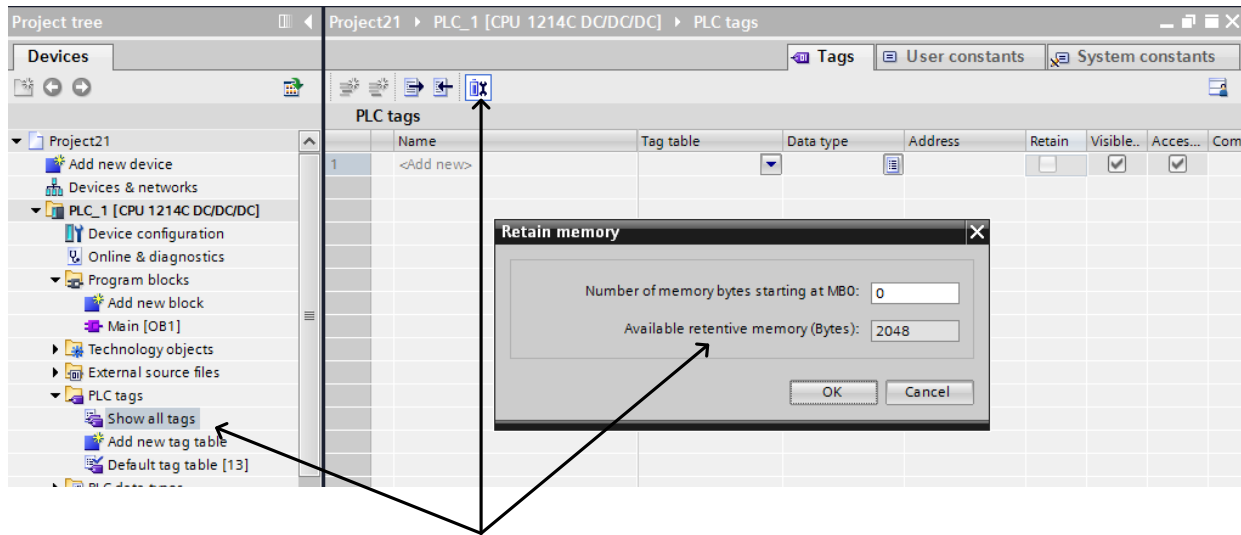 Project tree
Project21 ▸ PLC_1 [CPU 1214C DC/DC/DC] ▸ PLC tags
Devices
Tags
User constants
System constants
PLC tags
Name Tag table Data type Address Retain Visible.. Acces... Com
1 <Add new>
Project21
Add new device
Devices & networks
PLC_1 [CPU 1214C DC/DC/DC]
Device configuration
Online & diagnostics
Program blocks
Add new block
Main [OB1]
Technology objects
External source files
PLC tags
Show all tags
Add new tag table
Default tag table [13]
PLC data types
Retain memory
Number of memory bytes starting at MB0: 0
Available retentive memory (Bytes): 2048
OK Cancel